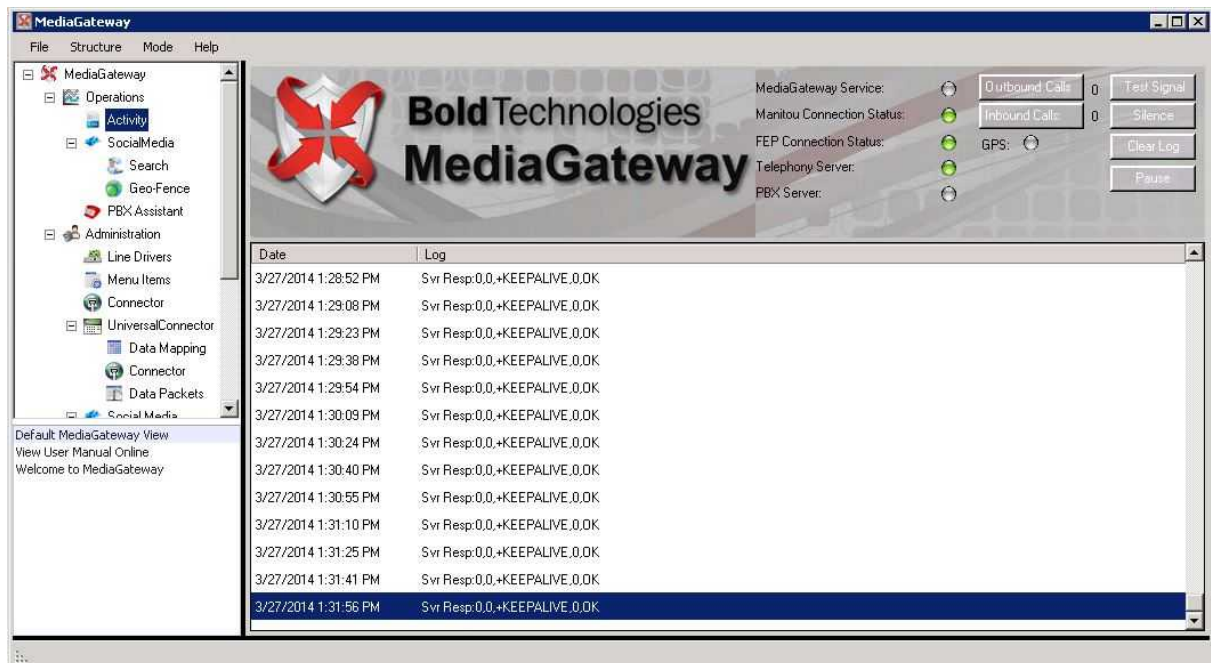 MediaGateway
File Structure Mode Help
MediaGateway
Operations
Activity
SocialMedia
Search
Geo-Fence
PBX Assistant
Administration
Line Drivers
Menu Items
Connector
UniversalConnector
Data Mapping
Connector
Data Packets
Social Media
Default MediaGateway View
View User Manual Online
Welcome to MediaGateway
BoldTechnologies
MediaGateway
MediaGateway Service:
Manitou Connection Status:
FEP Connection Status:
Telephony Server:
PBX Server:
Outbound Calls 0
Inbound Calls 0
GPS:
Test Signal
Silence
Clear Log
Pause
Date Log
3/27/2014 1:28:52 PM Svr Resp:0,0,+KEEPALIVE,0,OK
3/27/2014 1:29:08 PM Svr Resp:0,0,+KEEPALIVE,0,OK
3/27/2014 1:29:23 PM Svr Resp:0,0,+KEEPALIVE,0,OK
3/27/2014 1:29:38 PM Svr Resp:0,0,+KEEPALIVE,0,OK
3/27/2014 1:29:54 PM Svr Resp:0,0,+KEEPALIVE,0,OK
3/27/2014 1:30:09 PM Svr Resp:0,0,+KEEPALIVE,0,OK
3/27/2014 1:30:24 PM Svr Resp:0,0,+KEEPALIVE,0,OK
3/27/2014 1:30:40 PM Svr Resp:0,0,+KEEPALIVE,0,OK
3/27/2014 1:30:55 PM Svr Resp:0,0,+KEEPALIVE,0,OK
3/27/2014 1:31:10 PM Svr Resp:0,0,+KEEPALIVE,0,OK
3/27/2014 1:31:25 PM Svr Resp:0,0,+KEEPALIVE,0,OK
3/27/2014 1:31:41 PM Svr Resp:0,0,+KEEPALIVE,0,OK
3/27/2014 1:31:56 PM Svr Resp:0,0,+KEEPALIVE,0,OK